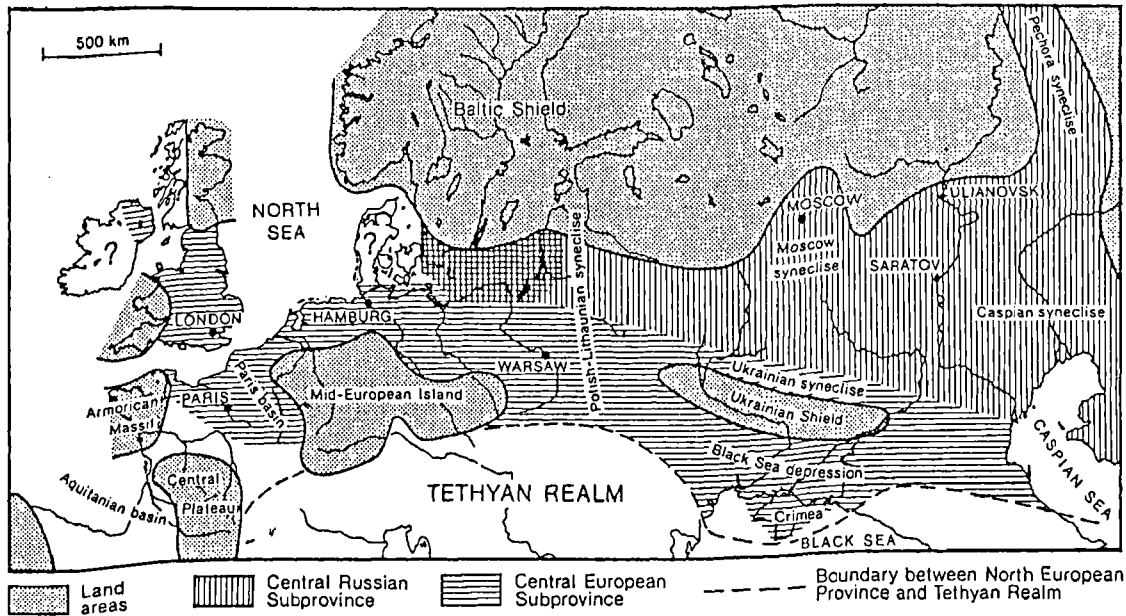 500 km
Baltic Shield
Pechora syneclise
NORTH
SEA
MOSCOW
ULIANOVSK
Moscow
syneclise
SARATOV
Caspian syneclise
?
LONDON
HAMBURG
WARSAW
Polish-Lithaunian syneclise
Ukrainian syneclise
Ukrainian Shield
Paris basin
Mid-European Island
PARIS
Armorican
Massif
Central
Plateau
Aquitanian basin
TETHYAN REALM
Black Sea depression
Crimea
BLACK SEA
CASPIAN SEA
Land
areas
Central Russian
Subprovince
Central European
Subprovince
Boundary between North European
Province and Tethyan Realm